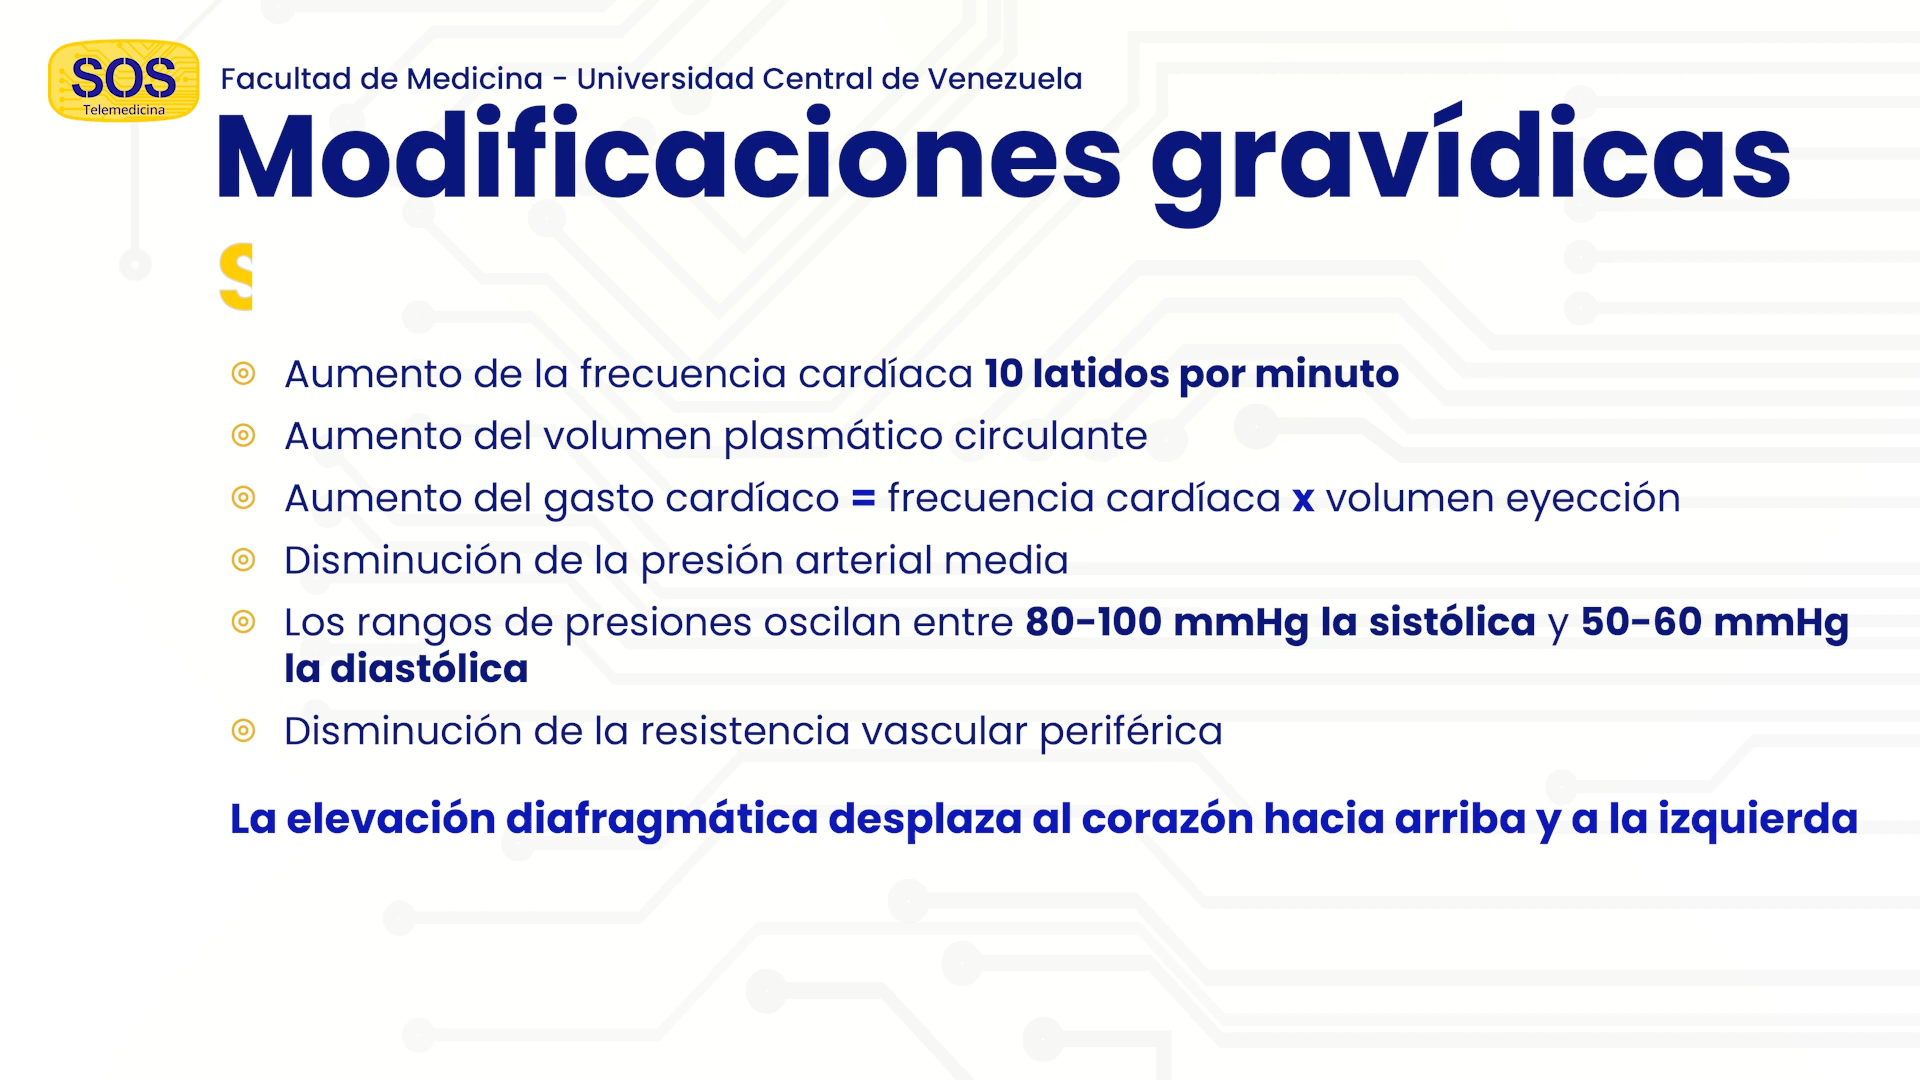 SOS
Telemedicina
Facultad de Medicina - Universidad Central de Venezuela
Modificaciones gravídicas
S
Aumento de la frecuencia cardíaca 10 latidos por minuto
Aumento del volumen plasmático circulante
Aumento del gasto cardíaco = frecuencia cardíaca x volumen eyección
Disminución de la presión arterial media
Los rangos de presiones oscilan entre 80-100 mmHg la sistólica y 50-60 mmHg
la diastólica
Disminución de la resistencia vascular periférica
La elevación diafragmática desplaza al corazón hacia arriba y a la izquierda